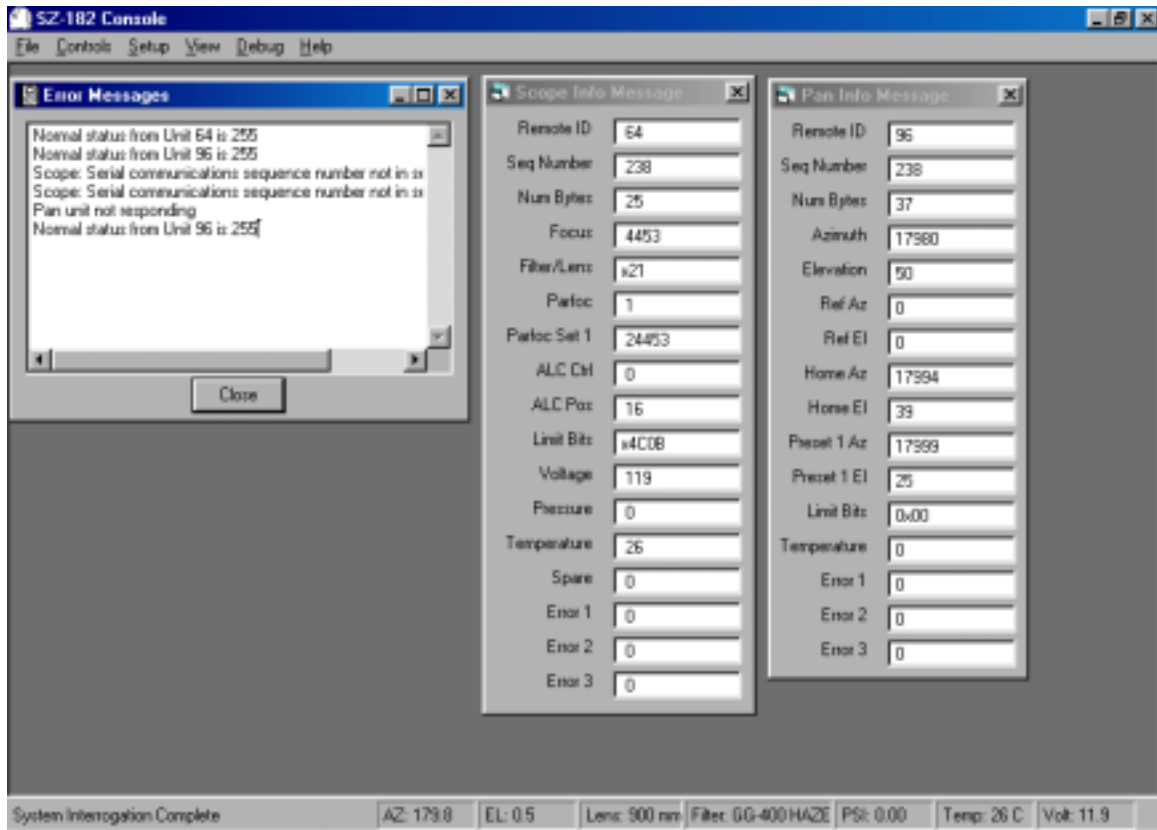 SZ-182 Console
File Controls Setup View Debug Help
Error Messages
Normal status from Unit 64 is 255
Normal status from Unit 96 is 255
Scope: Serial communications sequence number not in
Scope: Serial communications sequence number not in
Pan unit not responding
Normal status from Unit 96 is 255
Close
Scope Info Message
Remote ID 64
Seq Number 238
Num Bytes 25
Focus 4453
Filter/Lens x21
Parfoc 1
Parfoc Set 1 24453
ALC Ctrl 0
ALC Pos 16
Limit Bits x4C0B
Voltage 119
Pressure 0
Temperature 26
Spare 0
Error 1 0
Error 2 0
Error 3 0
Pan Info Message
Remote ID 96
Seq Number 238
Num Bytes 37
Azimuth 17980
Elevation 50
Ref Az 0
Ref El 0
Home Az 17994
Home El 39
Preset 1 Az 17999
Preset 1 El 25
Limit Bits 0x00
Temperature 0
Error 1 0
Error 2 0
Error 3 0
System Interrogation Complete AZ: 179.8 EL: 0.5 Lens: 900 mm Filter: GG-400 HAZE PSI: 0.00 Temp: 26 C Volt: 11.9